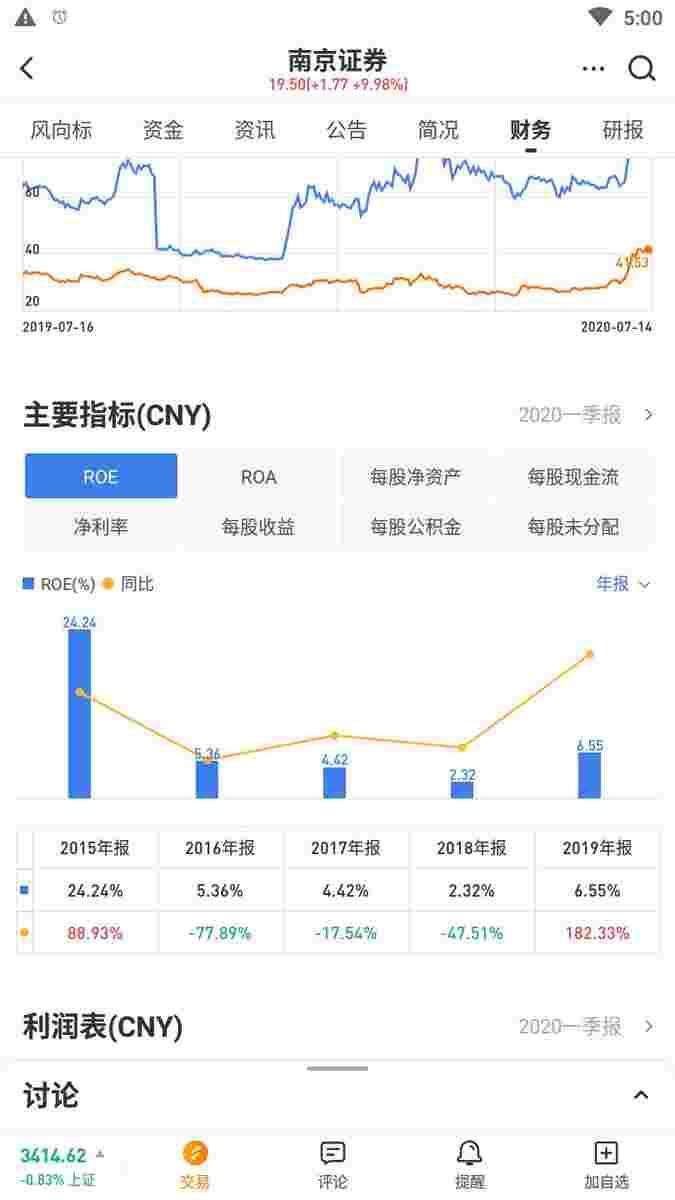 5:00
南京证券
19.50(+1.77 +9.98%)
风向标 资金 资讯 公告 简况 财务 研报
60
40
41.53
20
2019-07-16 2020-07-14
主要指标(CNY) 2020一季报
ROE ROA 每股净资产 每股现金流
净利率 每股收益 每股公积金 每股未分配
ROE(%) 同比 年报
24.24
5.36
4.42
2.32
6.55
2015年报 2016年报 2017年报 2018年报 2019年报
24.24% 5.36% 4.42% 2.32% 6.55%
88.93% -77.89% -17.54% -47.51% 182.33%
利润表(CNY) 2020一季报
讨论
3414.62
-0.83% 上证
交易 评论 提醒 加自选